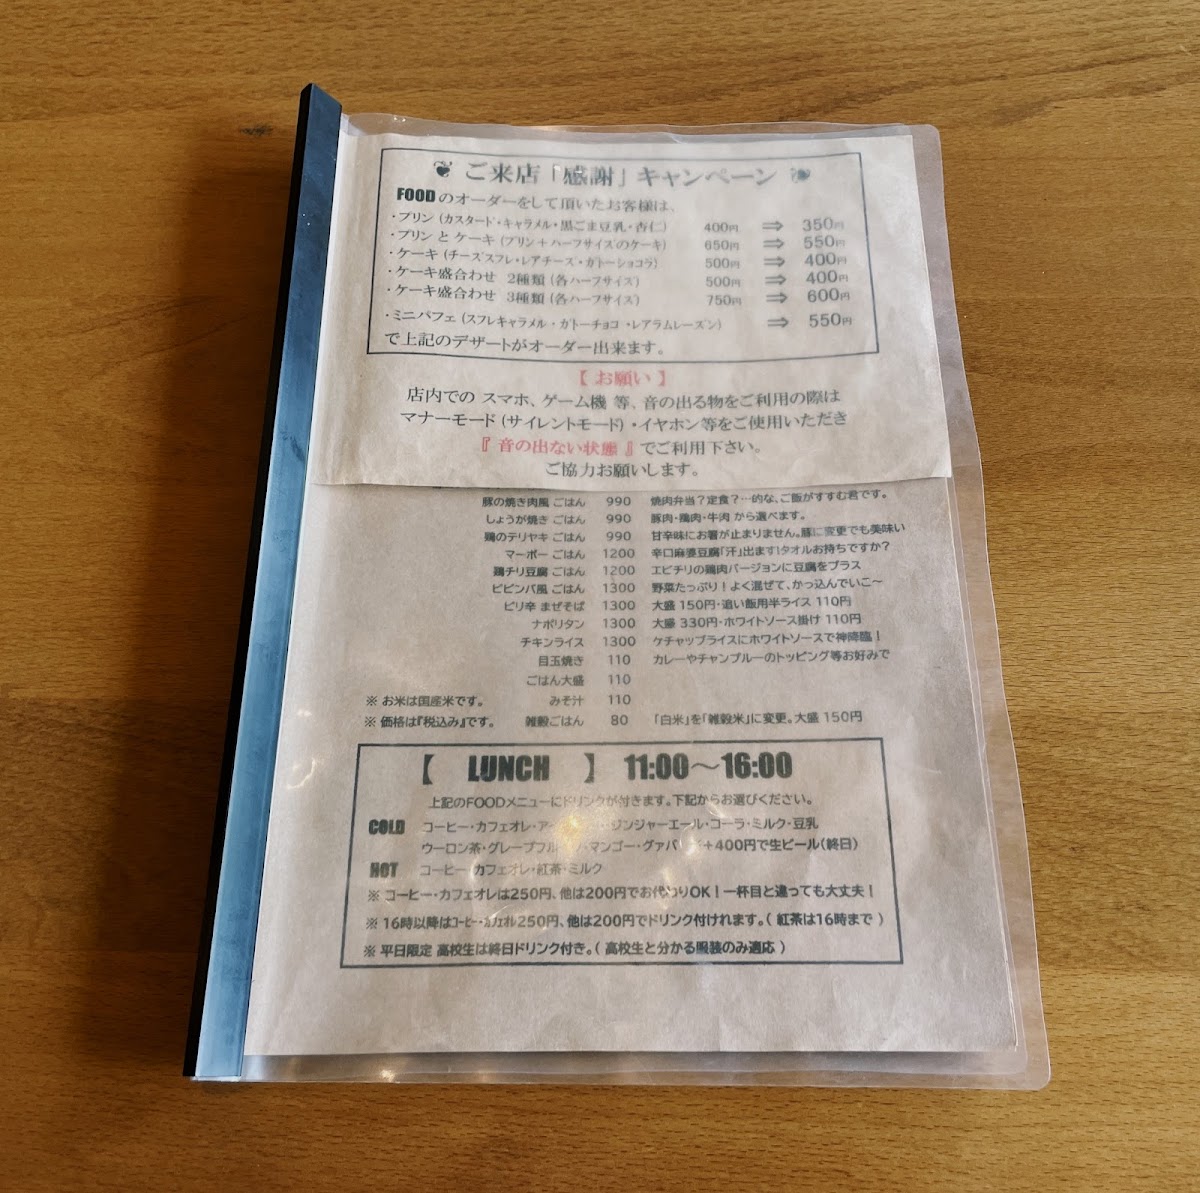 ご来店「感謝」キャンペーン
FOODのオーダーをして頂いたお客様は、
・プリン (カスタード・キャラメル・黒ごま豆乳・杏仁) 400円 ⇒ 350円
・プリン と ケーキ (プリン＋ハーフサイズのケーキ) 650円 ⇒ 550円
・ケーキ (チーズスフレ・レアチーズ・ガトーショコラ) 500円 ⇒ 400円
・ケーキ盛合わせ 2種類 (各ハーフサイズ) 500円 ⇒ 400円
・ケーキ盛合わせ 3種類 (各ハーフサイズ) 750円 ⇒ 600円
・ミニパフェ (スフレキャラメル・ガトーチョコ・レアラムレーズン) ⇒ 550円
で上記のデザートがオーダー出来ます。
【 お願い 】
店内での スマホ、ゲーム機 等、音の出る物をご利用の際は
マナーモード (サイレントモード)・イヤホン等をご使用いただき
『 音の出ない状態 』でご利用下さい。
ご協力お願いします。
豚の焼き肉風 ごはん 990 焼肉弁当？定食？…的な、ご飯がすすむ君です。
しょうが焼き ごはん 990 豚肉・鶏肉・牛肉 から選べます。
鶏のテリヤキ ごはん 990 甘辛味にお箸が止まりません。豚に変更でも美味い
マーボー ごはん 1200 辛口麻婆豆腐「汗」出ます！タオルお持ちですか？
鶏チリ豆腐 ごはん 1200 エビチリの鶏肉バージョンに豆腐をプラス
ビビンバ風 ごはん 1300 野菜たっぷり！よく混ぜて、かっ込んでいこ～
ピリ辛 まぜそば 1300 大盛 150円・追い飯用半ライス 110円
ナポリタン 1300 大盛 330円・ホワイトソース掛け 110円
チキンライス 1300 ケチャップライスにホワイトソースで神降臨！
目玉焼き 110 カレーやチャンプルーのトッピング等お好みで
ごはん大盛 110
※ お米は国産米です。 みそ汁 110
※ 価格は『税込み』です。 雑穀ごはん 80 「白米」を「雑穀米」に変更。大盛 150円
【 LUNCH 】 11:00～16:00
上記のFOODメニューにドリンクが付きます。下記からお選びください。
COLD コーヒー・カフェオレ・ア ジンジャーエール・コーラ・ミルク・豆乳
ウーロン茶・グレープフル ・マンゴー・グァバ ＋400円で生ビール(終日)
HOT コーヒー・カフェオレ・紅茶・ミルク
※ コーヒー・カフェオレは250円、他は200円でお代わりOK！一杯目と違っても大丈夫！
※ 16時以降はコーヒー・カフェオレ250円、他は200円でドリンク付けれます。( 紅茶は16時まで )
※ 平日限定 高校生は終日ドリンク付き。( 高校生と分かる服装のみ適応 )